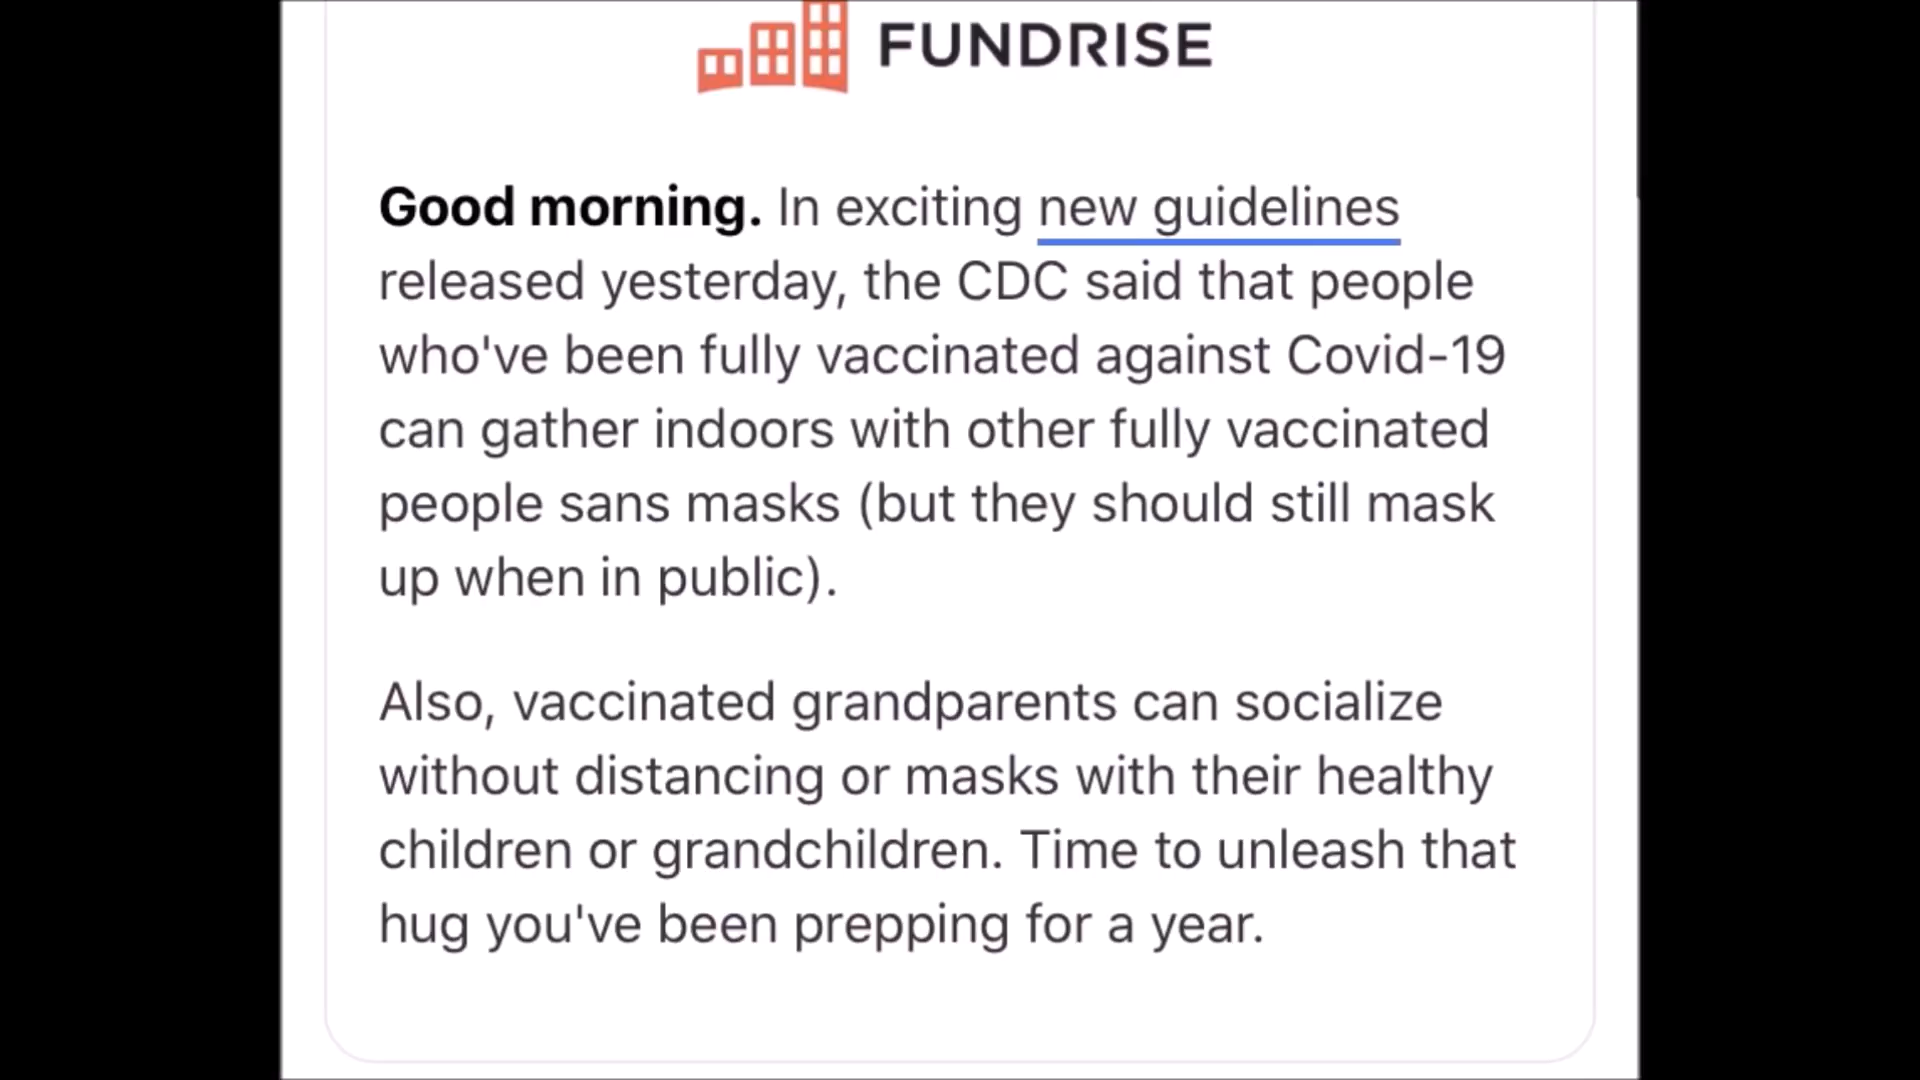 FUNDRISE
Good morning. In exciting new guidelines
released yesterday, the CDC said that people
who've been fully vaccinated against Covid-19
can gather indoors with other fully vaccinated
people sans masks (but they should still mask
up when in public).
Also, vaccinated grandparents can socialize
without distancing or masks with their healthy
children or grandchildren. Time to unleash that
hug you've been prepping for a year.